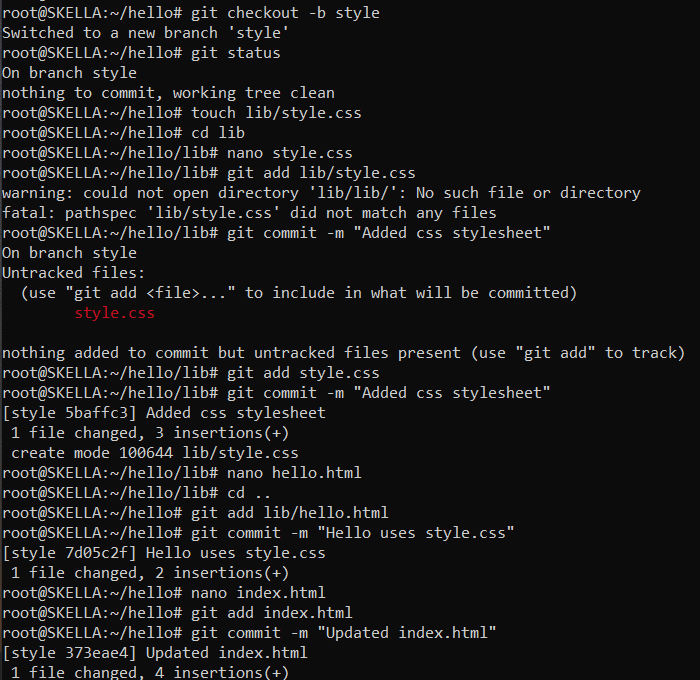 root@SKELLA:~/hello# git checkout -b style
Switched to a new branch 'style'
root@SKELLA:~/hello# git status
On branch style
nothing to commit, working tree clean
root@SKELLA:~/hello# touch lib/style.css
root@SKELLA:~/hello# cd lib
root@SKELLA:~/hello/lib# nano style.css
root@SKELLA:~/hello/lib# git add lib/style.css
warning: could not open directory 'lib/lib/': No such file or directory
fatal: pathspec 'lib/style.css' did not match any files
root@SKELLA:~/hello/lib# git commit -m "Added css stylesheet"
On branch style
Untracked files:
  (use "git add <file>..." to include in what will be committed)
        style.css

nothing added to commit but untracked files present (use "git add" to track)
root@SKELLA:~/hello/lib# git add style.css
root@SKELLA:~/hello/lib# git commit -m "Added css stylesheet"
[style 5baffc3] Added css stylesheet
 1 file changed, 3 insertions(+)
 create mode 100644 lib/style.css
root@SKELLA:~/hello/lib# nano hello.html
root@SKELLA:~/hello/lib# cd ..
root@SKELLA:~/hello# git add lib/hello.html
root@SKELLA:~/hello# git commit -m "Hello uses style.css"
[style 7d05c2f] Hello uses style.css
 1 file changed, 2 insertions(+)
root@SKELLA:~/hello# nano index.html
root@SKELLA:~/hello# git add index.html
root@SKELLA:~/hello# git commit -m "Updated index.html"
[style 373eae4] Updated index.html
 1 file changed, 4 insertions(+)